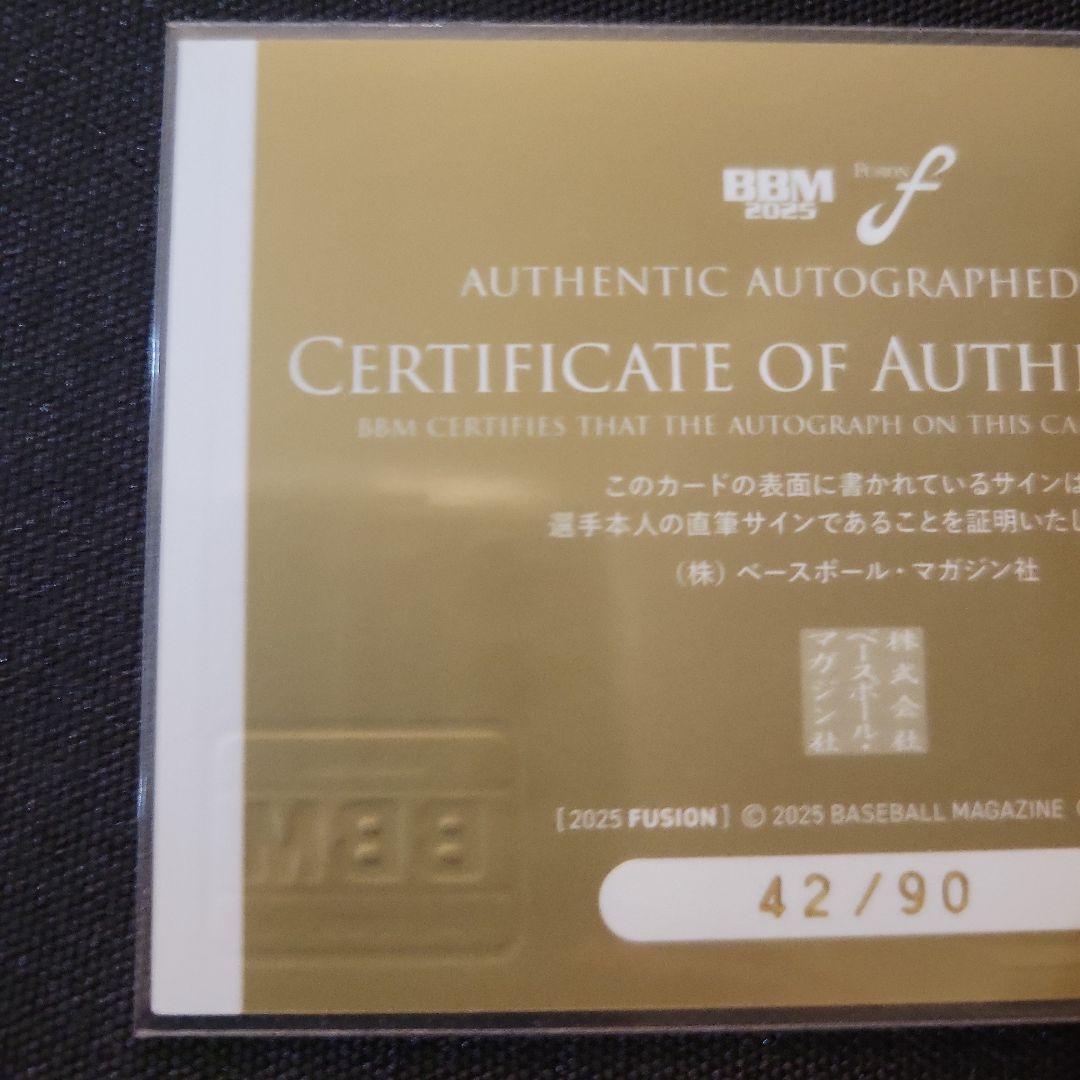 BBM
2025
FUSION f
AUTHENTIC AUTOGRAPHED
CERTIFICATE OF AUTHE
BBM CERTIFIES THAT THE AUTOGRAPH ON THIS CA
このカードの表面に書かれているサインは
選手本人の直筆サインであることを証明いたし
(株) ベースボール・マガジン社
株式会社
ベースボール・
マガジン社
[2025 FUSION] © 2025 BASEBALL MAGAZINE
BBM
42/90